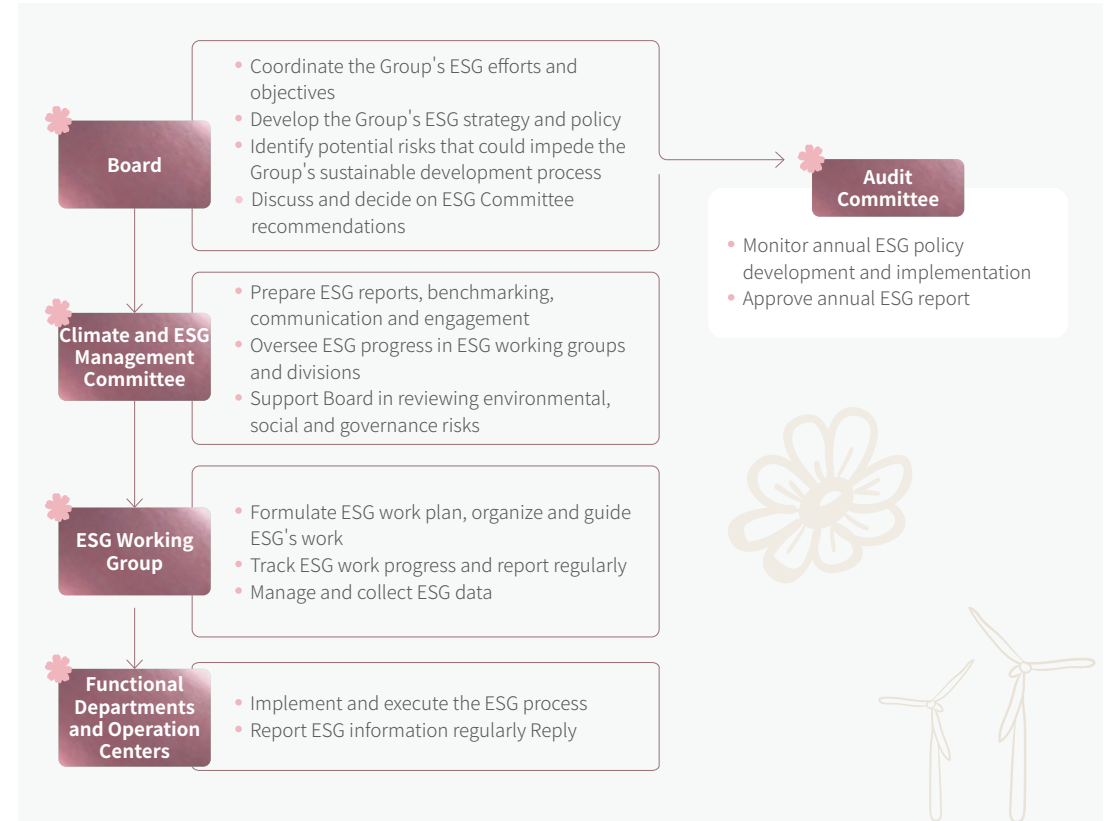 Board
• Coordinate the Group's ESG efforts and
objectives
• Develop the Group's ESG strategy and policy
• Identify potential risks that could impede the
Group's sustainable development process
• Discuss and decide on ESG Committee
recommendations
Audit
Committee
• Monitor annual ESG policy
development and implementation
• Approve annual ESG report
Climate and ESG
Management
Committee
• Prepare ESG reports, benchmarking,
communication and engagement
• Oversee ESG progress in ESG working groups
and divisions
• Support Board in reviewing environmental,
social and governance risks
ESG Working
Group
• Formulate ESG work plan, organize and guide
ESG's work
• Track ESG work progress and report regularly
• Manage and collect ESG data
Functional
Departments
and Operation
Centers
• Implement and execute the ESG process
• Report ESG information regularly Reply